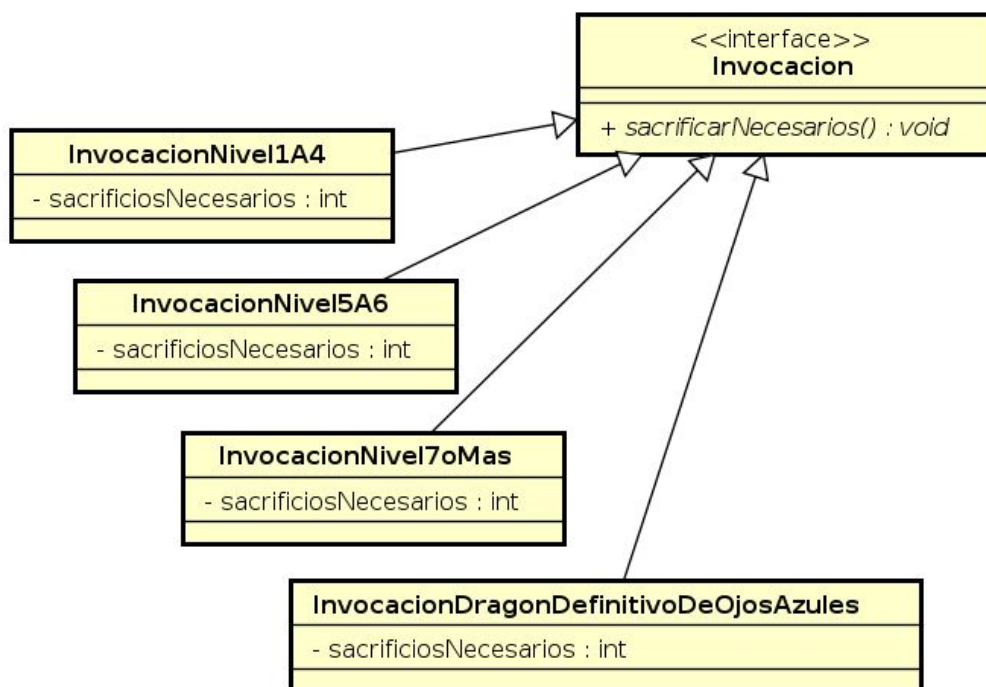 <<interface>>
Invocacion
+ sacrificarNecesarios() : void
InvocacionNivel1A4
- sacrificiosNecesarios : int
InvocacionNivel5A6
- sacrificiosNecesarios : int
InvocacionNivel7oMas
- sacrificiosNecesarios : int
InvocacionDragonDefinitivoDeOjosAzules
- sacrificiosNecesarios : int